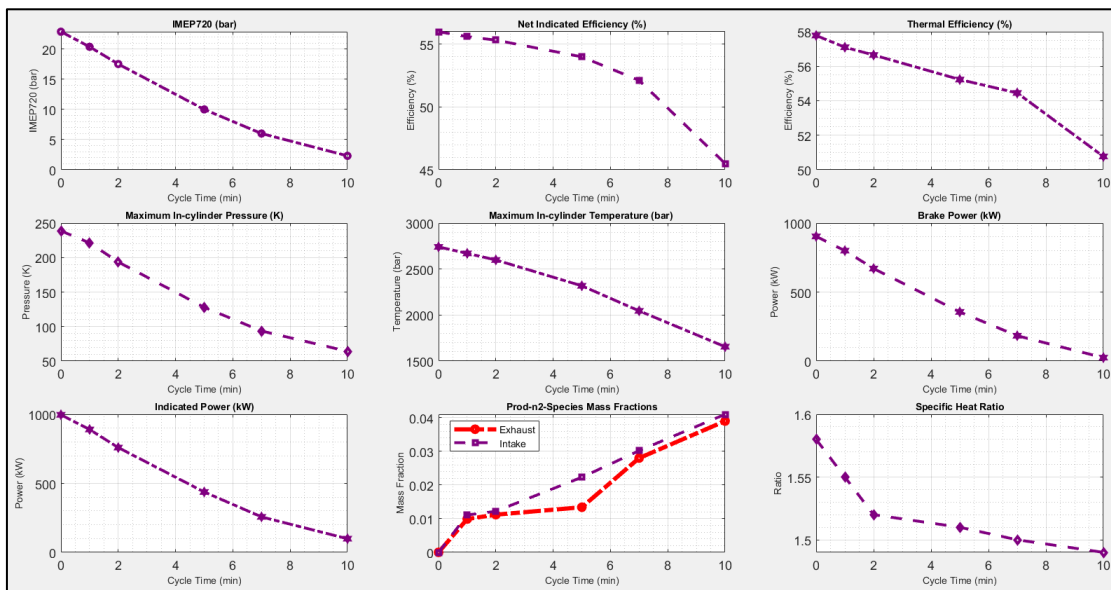 IMEP720 (bar)
IMEP720 (bar)
20
15
10
5
0
0 2 4 6 8 10
Cycle Time (min)
Net Indicated Efficiency (%)
Efficiency (%)
55
50
45
0 2 4 6 8 10
Cycle Time (min)
Thermal Efficiency (%)
Efficiency (%)
58
56
54
52
50
0 2 4 6 8 10
Cycle Time (min)
Maximum In-cylinder Pressure (K)
Pressure (K)
250
200
150
100
50
0 2 4 6 8 10
Cycle Time (min)
Maximum In-cylinder Temperature (bar)
Temperature (bar)
3000
2500
2000
1500
0 2 4 6 8 10
Cycle Time (min)
Brake Power (kW)
Power (kW)
1000
500
0
0 2 4 6 8 10
Cycle Time (min)
Indicated Power (kW)
Power (kW)
1000
500
0
0 2 4 6 8 10
Cycle Time (min)
Prod-n2-Species Mass Fractions
Mass Fraction
0.04
0.03
0.02
0.01
0
Exhaust
Intake
0 2 4 6 8 10
Cycle Time (min)
Specific Heat Ratio
Ratio
1.6
1.55
1.5
0 2 4 6 8 10
Cycle Time (min)